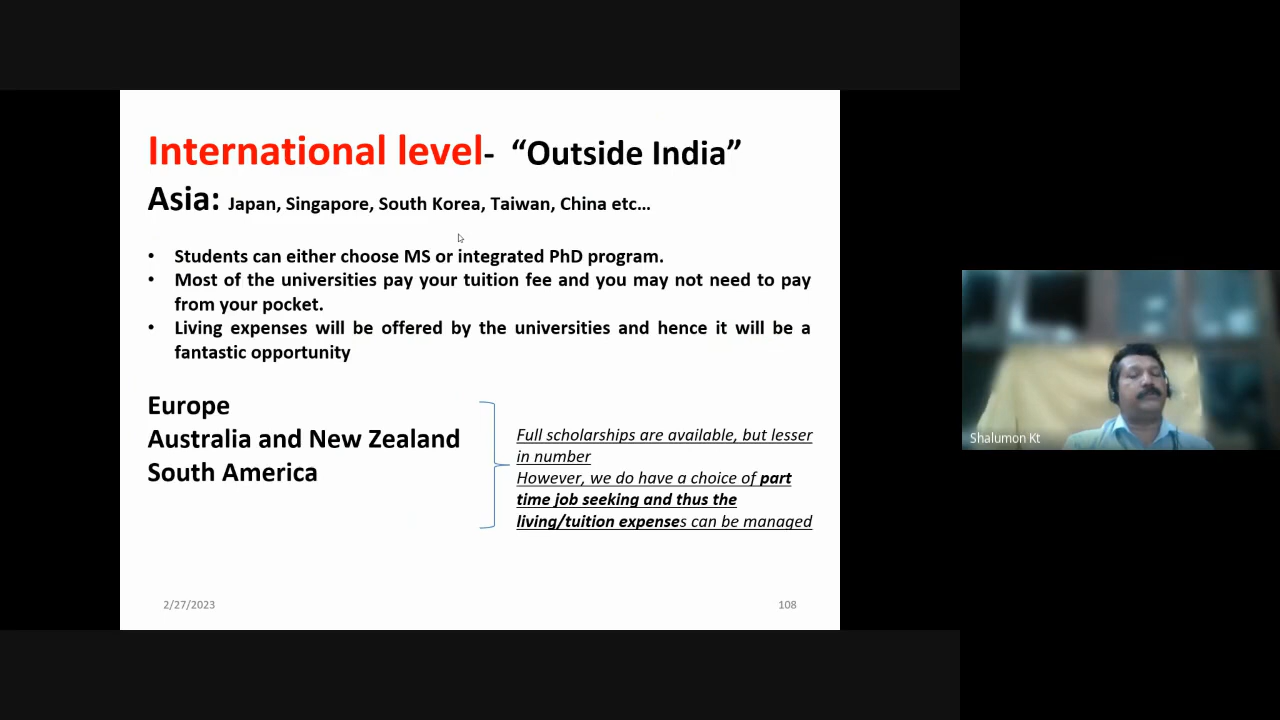 International level- “Outside India”
Asia: Japan, Singapore, South Korea, Taiwan, China etc...
• Students can either choose MS or integrated PhD program.
• Most of the universities pay your tuition fee and you may not need to pay
from your pocket.
• Living expenses will be offered by the universities and hence it will be a
fantastic opportunity
Europe
Australia and New Zealand
South America
Full scholarships are available, but lesser
in number
However, we do have a choice of part
time job seeking and thus the
living/tuition expenses can be managed
2/27/2023
108
Shalumon Kt